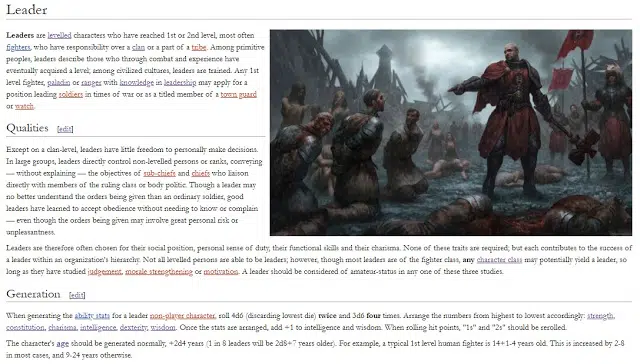 Leader
Leaders are levelled characters who have reached 1st or 3rd level, most often
fighters, who have responsibility over a clan or a part of a tribe. Among primitive
peoples, leaders describe those who through combat and experience have
eventually acquired a level; among civilized cultures, leaders are trained. Any 1st
level fighter, paladin or ranger with knowledge in leadership may apply for a
position leading soldiers in times of war or as a titled member of a town guard
or watch.
Qualities [edit]
Except on a clan-level, leaders have little freedom to personally make decisions.
In large groups, leaders directly control non-levelled persons or ranks, conveying
— without explaining — the objectives of sub-chiefs and chiefs who liaison
directly with members of the ruling class or body politic. Though a leader may
no better understand the orders being given than an ordinary soldier, good
leaders have learned to accept obedience without needing to know or complain
— even though the orders being given may involve great personal risk or
unpleasantness.
Leaders are therefore often chosen for their social position, personal sense of duty, their functional skills and their charisma. None of these traits are required; but each contributes to the success of
a leader within an organization's hierarchy. Not all levelled persons are able to be leaders; however, though most leaders are of the fighter class, any character class may potentially yield a leader, so
long as they have studied judgement, morale strengthening or motivation. A leader should be considered of amateur-status in any one of these three studies.
Generation [edit]
When generating the ability stats for a leader non-player character, roll 4d6 (discarding lowest die) twice and 3d6 four times. Arrange the numbers from highest to lowest accordingly: strength,
constitution, charisma, intelligence, dexterity, wisdom. Once the stats are arranged, add +1 to intelligence and wisdom. When rolling hit points, "1s" and "2s" should be rerolled.
The character's age should be generated normally, +2d4 years (1 in 8 leaders will be 2d8+7 years older). For example, a typical 1st level human fighter is 14+1-4 years old. This is increased by 2-8
in most cases, and 9-24 years otherwise.